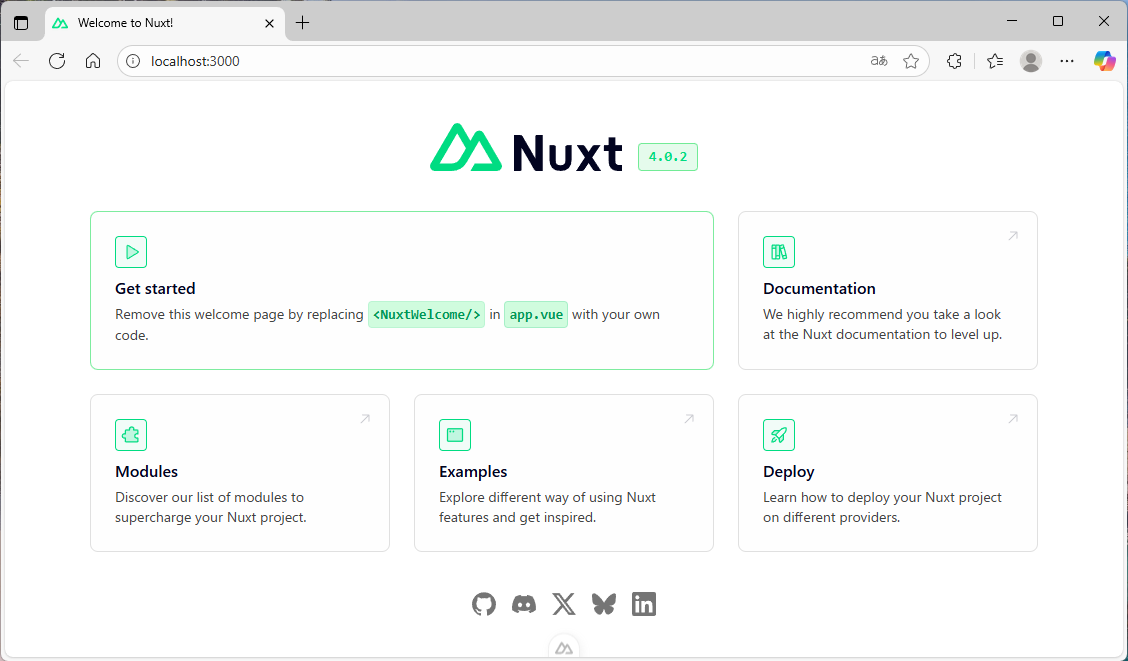 Welcome to Nuxt!
localhost:3000
aあ
Nuxt 4.0.2
Get started
Remove this welcome page by replacing <NuxtWelcome/> in app.vue with your own
code.
Documentation
We highly recommend you take a look
at the Nuxt documentation to level up.
Modules
Discover our list of modules to
supercharge your Nuxt project.
Examples
Explore different way of using Nuxt
features and get inspired.
Deploy
Learn how to deploy your Nuxt project
on different providers.
in